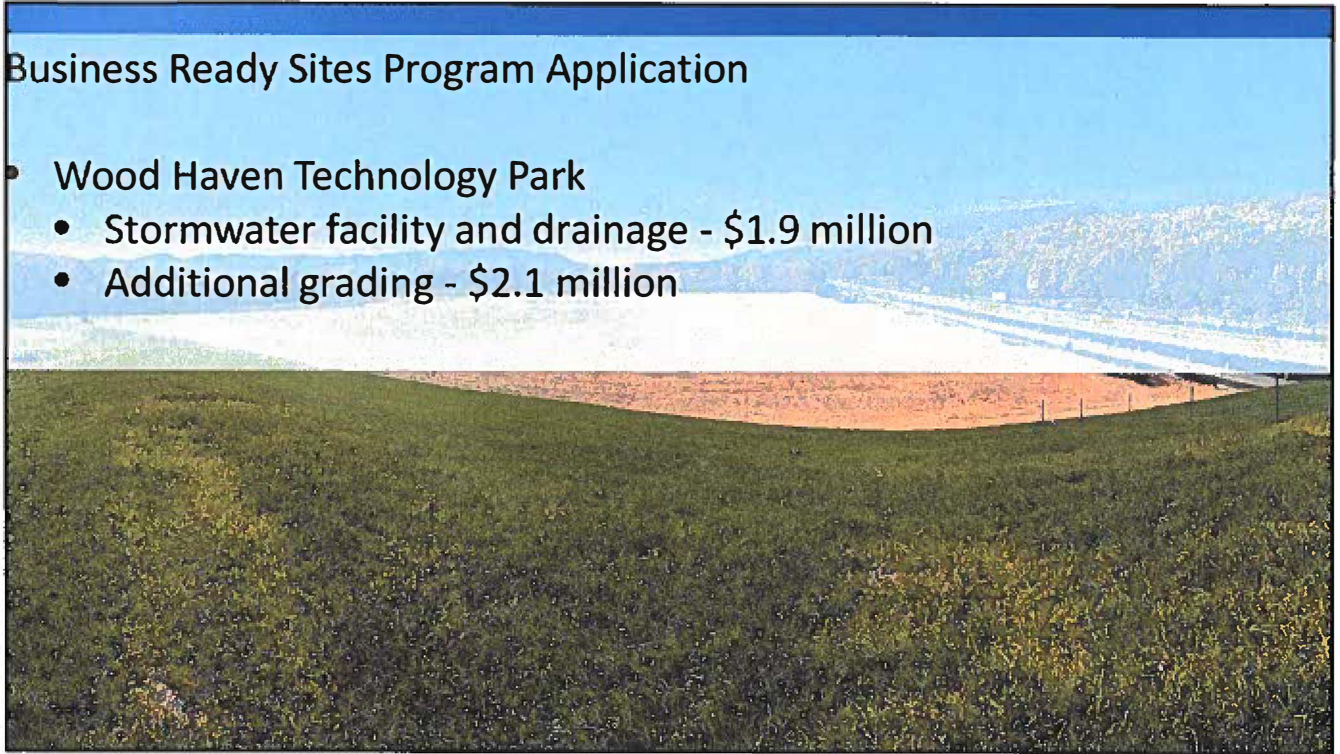 Business Ready Sites Program Application
• Wood Haven Technology Park
• Stormwater facility and drainage - $1.9 million
• Additional grading - $2.1 million